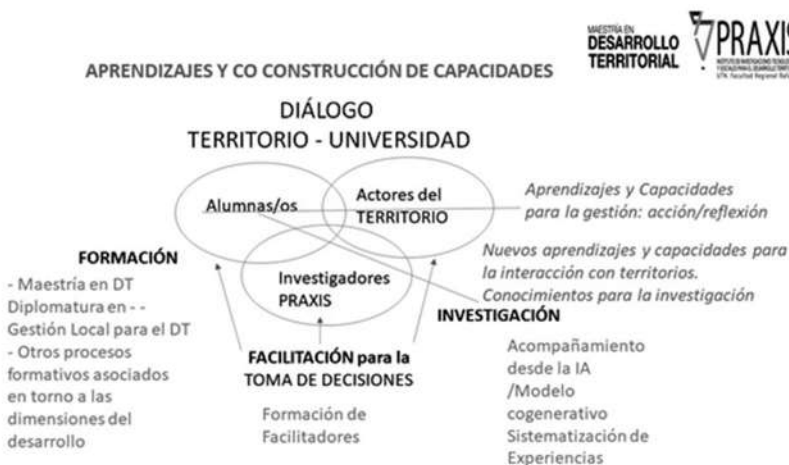 MAESTRÍA EN
DESARROLLO
TERRITORIAL
PRAXIS
APRENDIZAJES Y CO CONSTRUCCIÓN DE CAPACIDADES
DIÁLOGO
TERRITORIO - UNIVERSIDAD
Alumnas/os
Actores del
TERRITORIO
Investigadores
PRAXIS
Aprendizajes y Capacidades
para la gestión: acción/reflexión
Nuevos aprendizajes y capacidades para
la interacción con territorios.
Conocimientos para la investigación
FORMACIÓN
- Maestría en DT
Diplomatura en - -
Gestión Local para el DT
- Otros procesos
formativos asociados
en torno a las
dimensiones del
desarrollo
FACILITACIÓN para la
TOMA DE DECISIONES
Formación de
Facilitadores
INVESTIGACIÓN
Acompañamiento
desde la IA
/Modelo
cogenerativo
Sistematización de
Experiencias